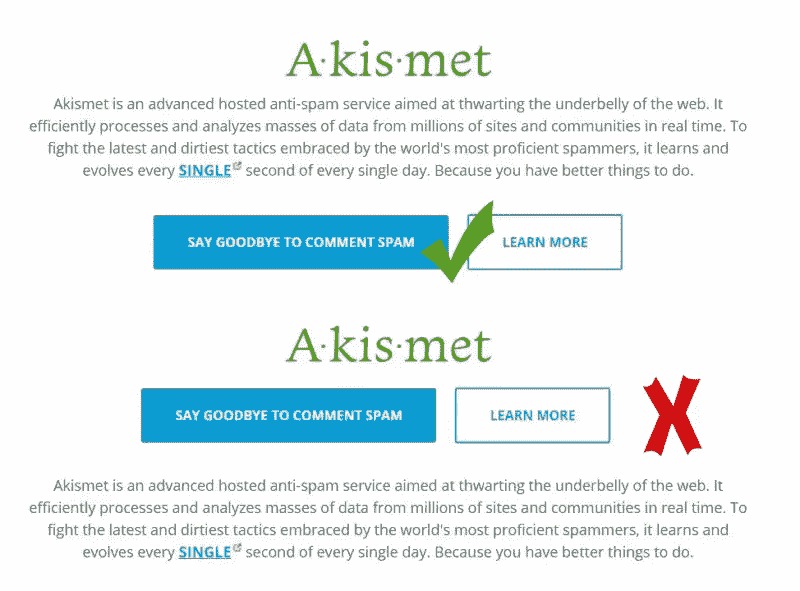 A·kis·met
Akismet is an advanced hosted anti-spam service aimed at thwarting the underbelly of the web. It
efficiently processes and analyzes masses of data from millions of sites and communities in real time. To
fight the latest and dirtiest tactics embraced by the world's most proficient spammers, it learns and
evolves every SINGLE second of every single day. Because you have better things to do.
SAY GOODBYE TO COMMENT SPAM LEARN MORE
A·kis·met
SAY GOODBYE TO COMMENT SPAM LEARN MORE
Akismet is an advanced hosted anti-spam service aimed at thwarting the underbelly of the web. It
efficiently processes and analyzes masses of data from millions of sites and communities in real time. To
fight the latest and dirtiest tactics embraced by the world's most proficient spammers, it learns and
evolves every SINGLE second of every single day. Because you have better things to do.